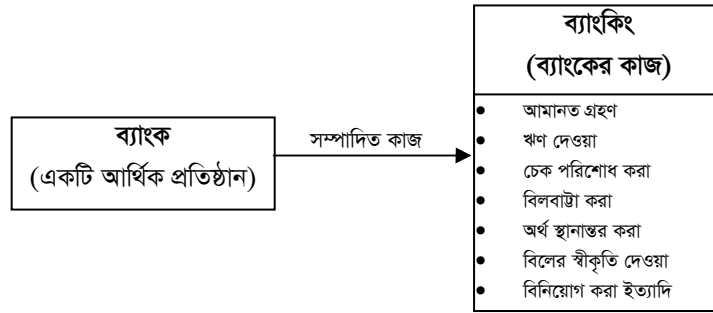 ব্যাংকিং
(ব্যাংকের কাজ)
ব্যাংক
(একটি আর্থিক প্রতিষ্ঠান)
সম্পাদিত কাজ
• আমানত গ্রহণ
• ঋণ দেওয়া
• চেক পরিশোধ করা
• বিলবাট্টা করা
• অর্থ স্থানান্তর করা
• বিলের স্বীকৃতি দেওয়া
• বিনিয়োগ করা ইত্যাদি